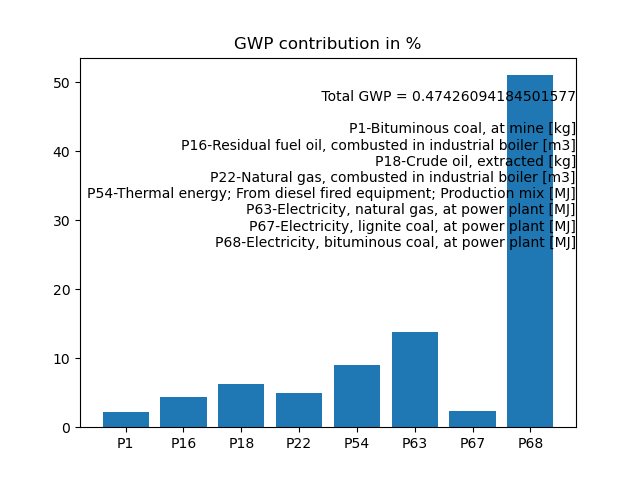 GWP contribution in %
50
40
30
20
10
0
Total GWP = 0.47426094184501577
P1-Bituminous coal, at mine [kg]
P16-Residual fuel oil, combusted in industrial boiler [m3]
P18-Crude oil, extracted [kg]
P22-Natural gas, combusted in industrial boiler [m3]
P54-Thermal energy; From diesel fired equipment; Production mix [MJ]
P63-Electricity, natural gas, at power plant [MJ]
P67-Electricity, lignite coal, at power plant [MJ]
P68-Electricity, bituminous coal, at power plant [MJ]
P1 P16 P18 P22 P54 P63 P67 P68